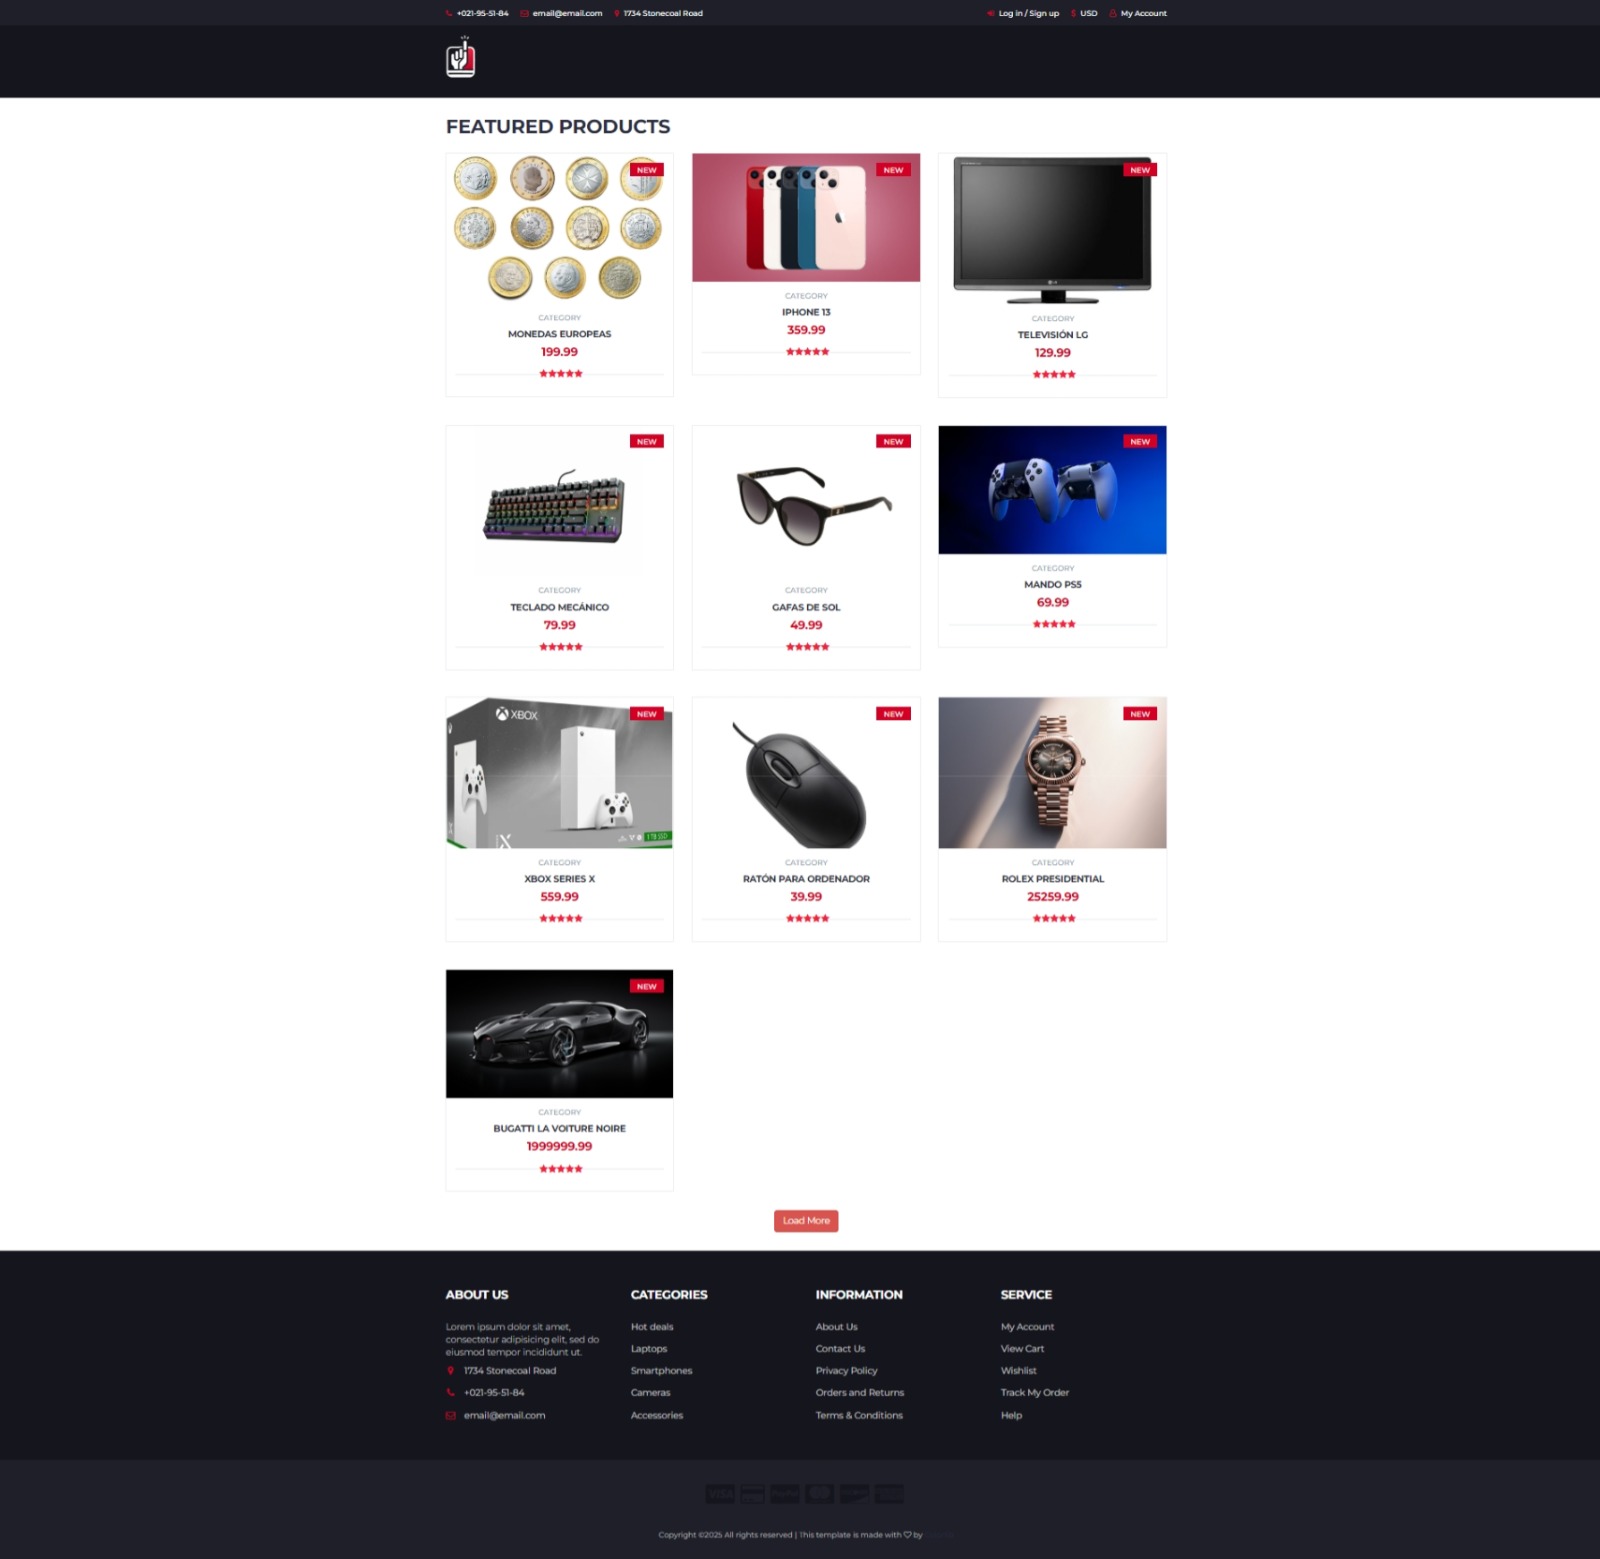 +021-95-51-84 email@email.com 1734 Stonecoal Road Log in / Sign up USD My Account
FEATURED PRODUCTS
NEW NEW NEW
CATEGORY
IPHONE 13
359.99
CATEGORY
MONEDAS EUROPEAS
199.99
CATEGORY
TELEVISIÓN LG
129.99
NEW NEW NEW
CATEGORY
TECLADO MECÁNICO
79.99
CATEGORY
GAFAS DE SOL
49.99
CATEGORY
MANDO PS5
69.99
XBOX
NEW NEW NEW
1 TB SSD
CATEGORY
XBOX SERIES X
559.99
CATEGORY
RATÓN PARA ORDENADOR
39.99
CATEGORY
ROLEX PRESIDENTIAL
25259.99
NEW
CATEGORY
BUGATTI LA VOITURE NOIRE
1999999.99
Load More
ABOUT US
Lorem ipsum dolor sit amet,
consectetur adipisicing elit, sed do
eiusmod tempor incididunt ut.
1734 Stonecoal Road
+021-95-51-84
email@email.com
CATEGORIES
Hot deals
Laptops
Smartphones
Cameras
Accessories
INFORMATION
About Us
Contact Us
Privacy Policy
Orders and Returns
Terms & Conditions
SERVICE
My Account
View Cart
Wishlist
Track My Order
Help
VISA
Copyright ©2025 All rights reserved | This template is made with ♡ by